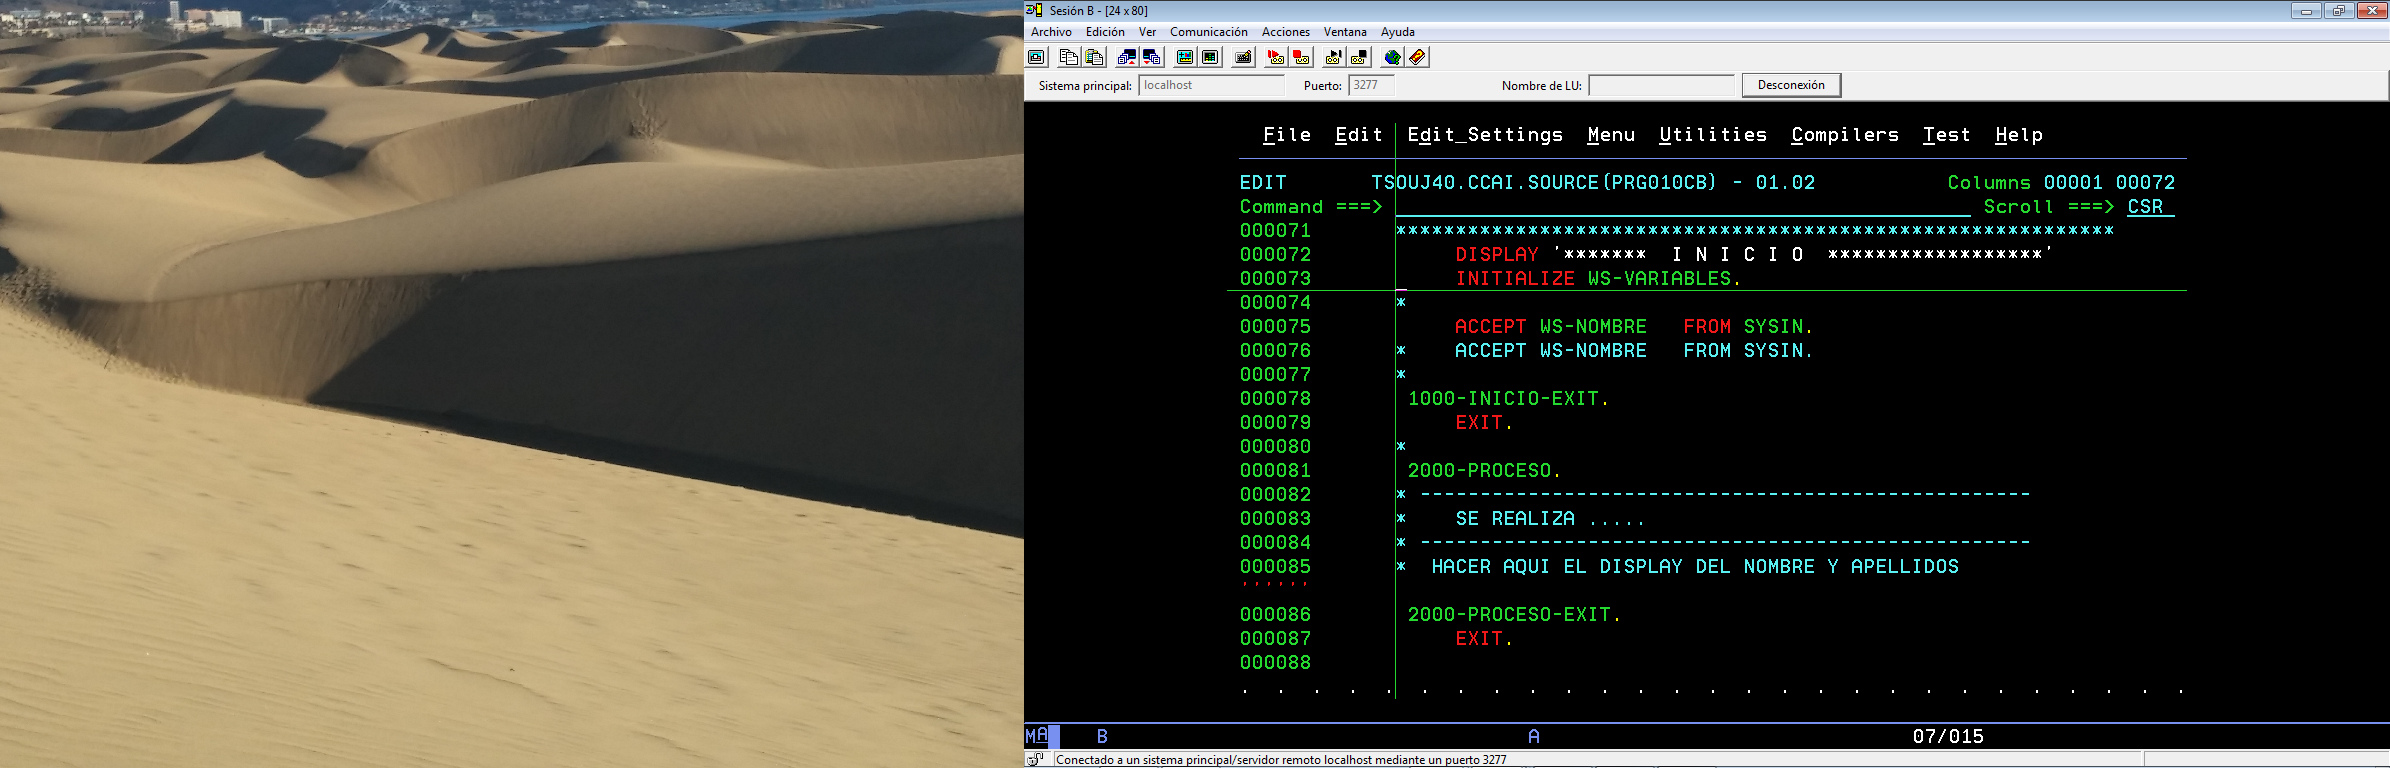 Sesión B - [24 x 80]
Archivo Edición Ver Comunicación Acciones Ventana Ayuda
Sistema principal: localhost Puerto: 3277 Nombre de LU: Desconexión
File Edit Edit_Settings Menu Utilities Compilers Test Help
EDIT TSOUJ40.CCAI.SOURCE(PRG010CB) - 01.02 Columns 00001 00072
Command ===> Scroll ===> CSR
000071 ************************************************************
000072 DISPLAY '******* I N I C I O ******************'
000073 INITIALIZE WS-VARIABLES.
000074 *
000075 ACCEPT WS-NOMBRE FROM SYSIN.
000076 * ACCEPT WS-NOMBRE FROM SYSIN.
000077 *
000078 1000-INICIO-EXIT.
000079 EXIT.
000080 *
000081 2000-PROCESO.
000082 * ---------------------------------------------------
000083 * SE REALIZA .....
000084 * ---------------------------------------------------
000085 * HACER AQUI EL DISPLAY DEL NOMBRE Y APELLIDOS
''''''
000086 2000-PROCESO-EXIT.
000087 EXIT.
000088
. . . . . . . . . . . . . . . . . . . . . . . . . . .
MA B A 07/015
Conectado a un sistema principal/servidor remoto localhost mediante un puerto 3277